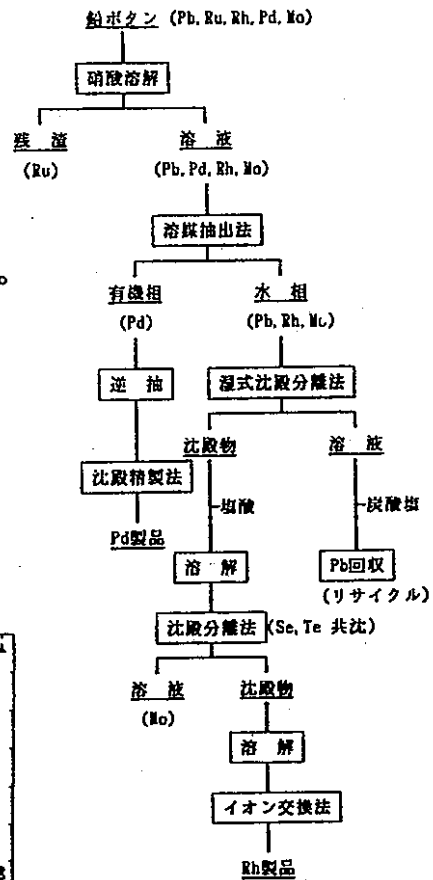 鉛ボタン (Pb, Ru, Rh, Pd, Mo)
硝酸溶解
残 渣 溶 液
(Ru) (Pb, Pd, Rh, Mo)
溶媒抽出法
有機相 水 相
(Pd) (Pb, Rh, Mo)
逆 抽 湿式沈殿分離法
沈殿物 溶 液
沈殿精製法 塩酸 炭酸塩
Pd製品
溶 解 Pb回収
(リサイクル)
沈殿分離法 (Se, Te 共沈)
溶 液 沈殿物
(Mo)
溶 解
イオン交換法
Rh製品